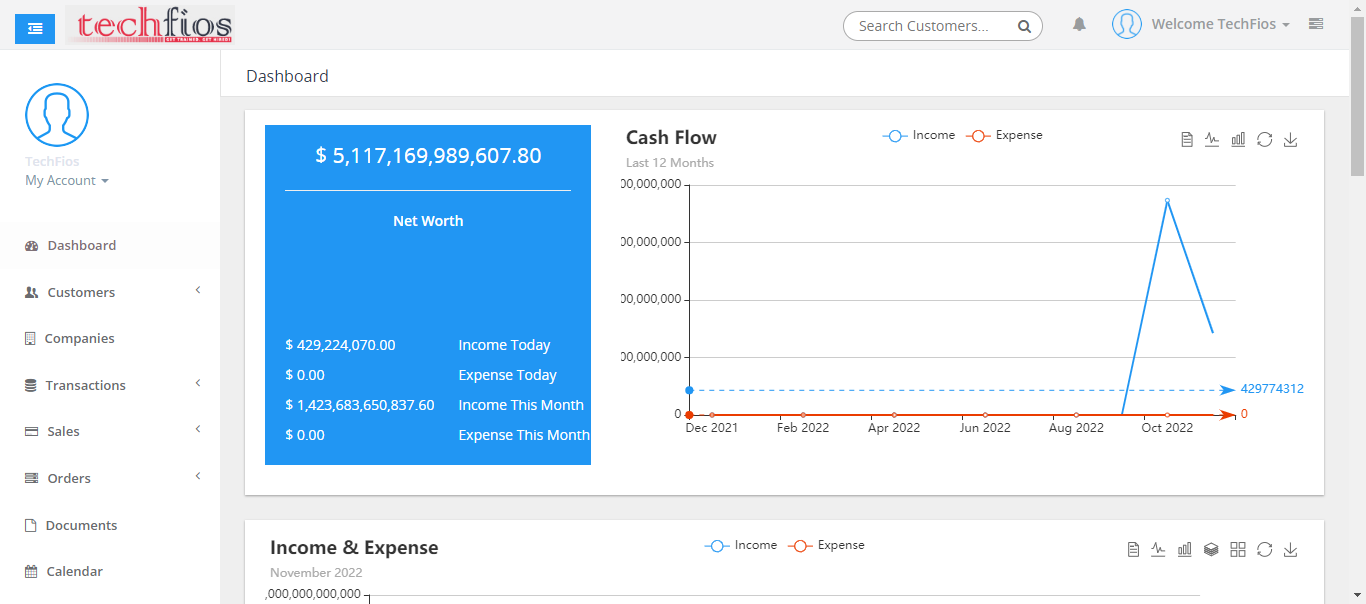 techfios
GET TRAINED. GET HIRED!
Search Customers...
Welcome TechFios
TechFios
My Account
Dashboard
Customers
Companies
Transactions
Sales
Orders
Documents
Calendar
Dashboard
$ 5,117,169,989,607.80
Net Worth
$ 429,224,070.00 Income Today
$ 0.00 Expense Today
$ 1,423,683,650,837.60 Income This Month
$ 0.00 Expense This Month
Cash Flow
Last 12 Months
Income Expense
00,000,000
00,000,000
00,000,000
00,000,000
429774312
0 0
Dec 2021 Feb 2022 Apr 2022 Jun 2022 Aug 2022 Oct 2022
Income & Expense
November 2022
Income Expense
,000,000,000,000